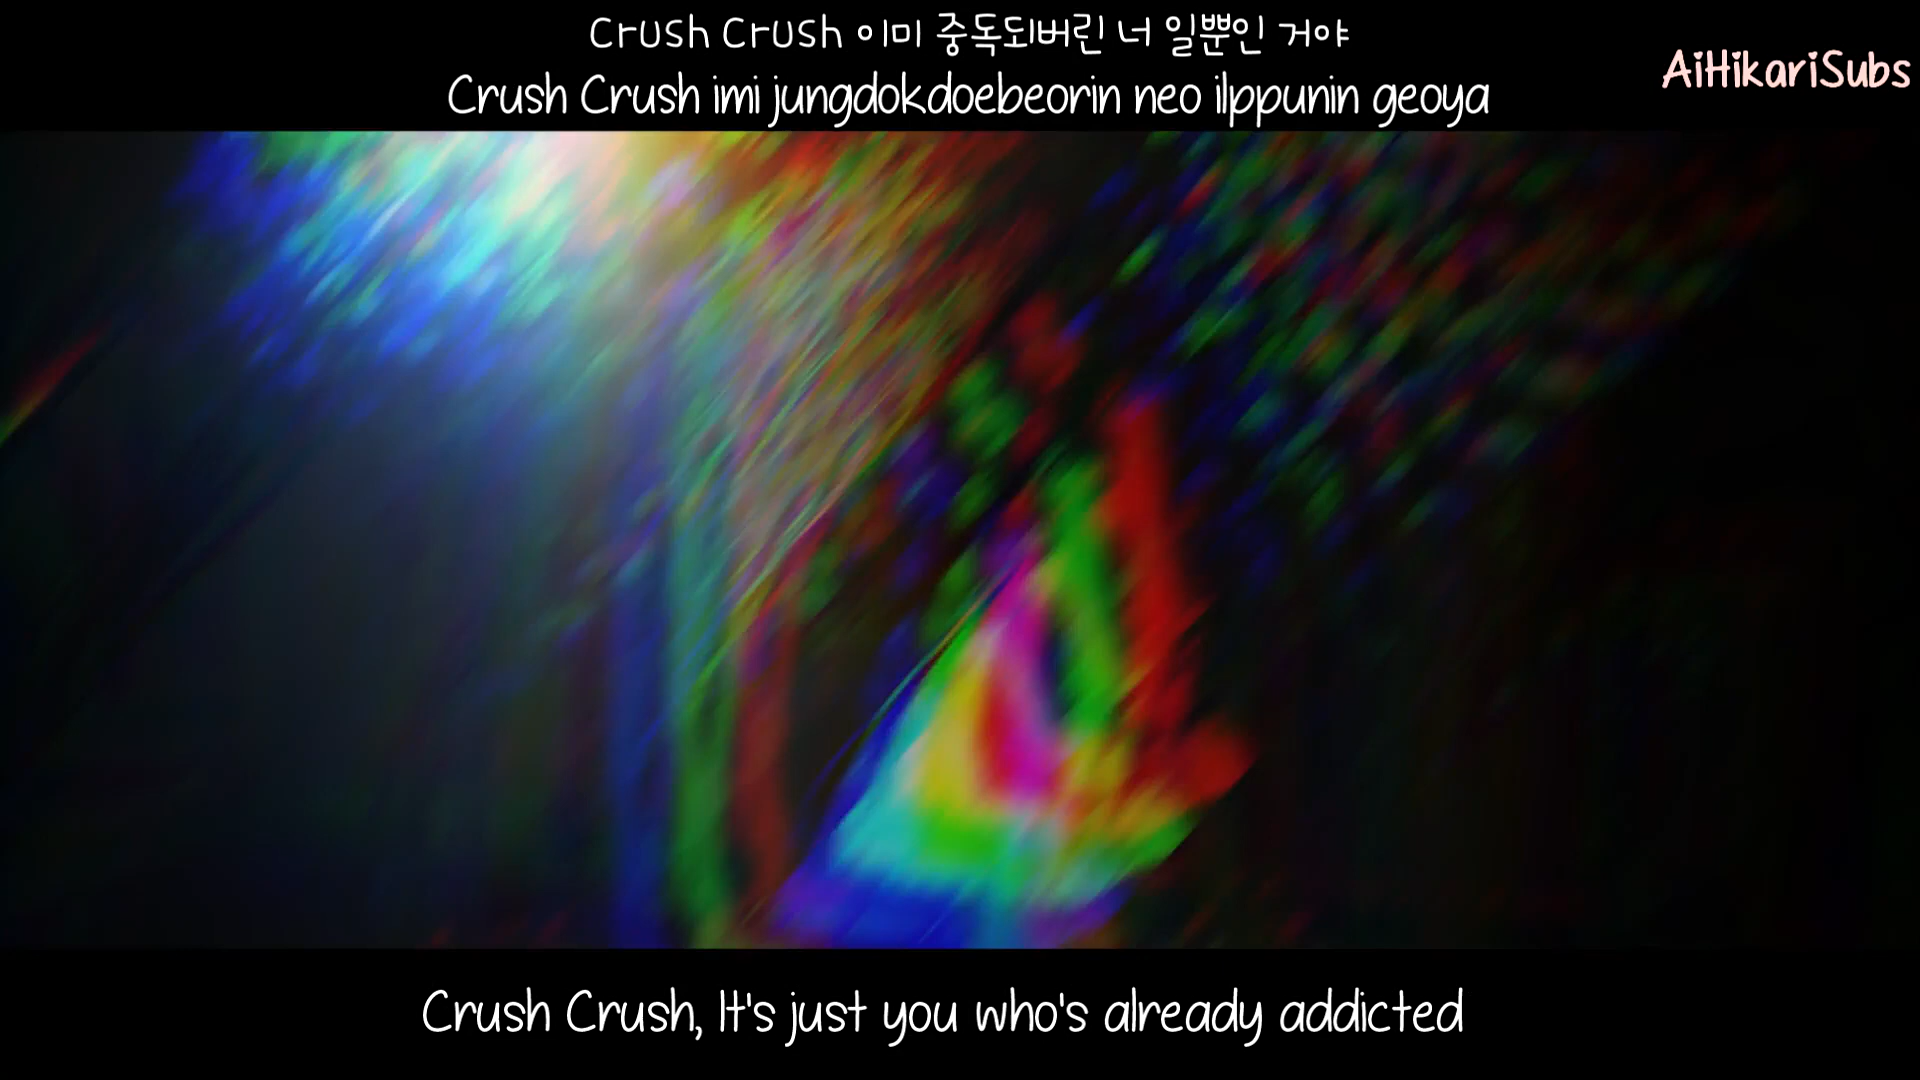 Crush Crush 이미 중독되버린 너 일뿐인 거야
AiHikariSubs
Crush Crush imi jungdokdoebeorin neo ilppunin geoya
Crush Crush, It's just you who's already addicted